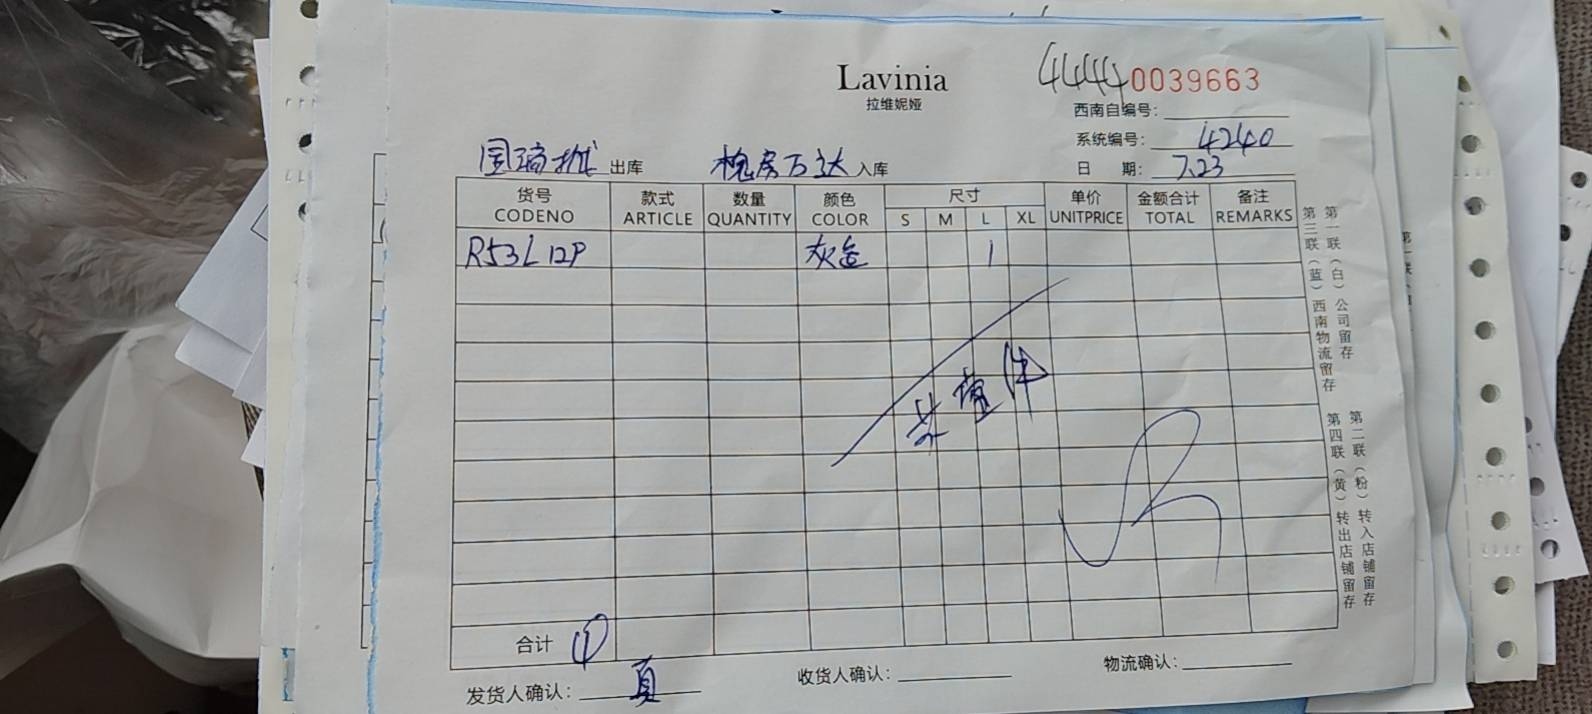 Lavinia
拉维妮娅
4444 0039663
西南自编号：
系统编号： 4240
日 期： 7.23
出库 槐房万达 入库
货号 款式 数量 颜色 尺寸 单价 金额合计 备注
CODENO ARTICLE QUANTITY COLOR S M L XL UNITPRICE TOTAL REMARKS
R53L12P 灰 1
共壹件
合计 ①
发货人确认： 夏 收货人确认： 物流确认：
第一联（白）公司留存
第三联（蓝）西南物流留存
第二联（粉）转入店铺留存
第四联（黄）转出店铺留存